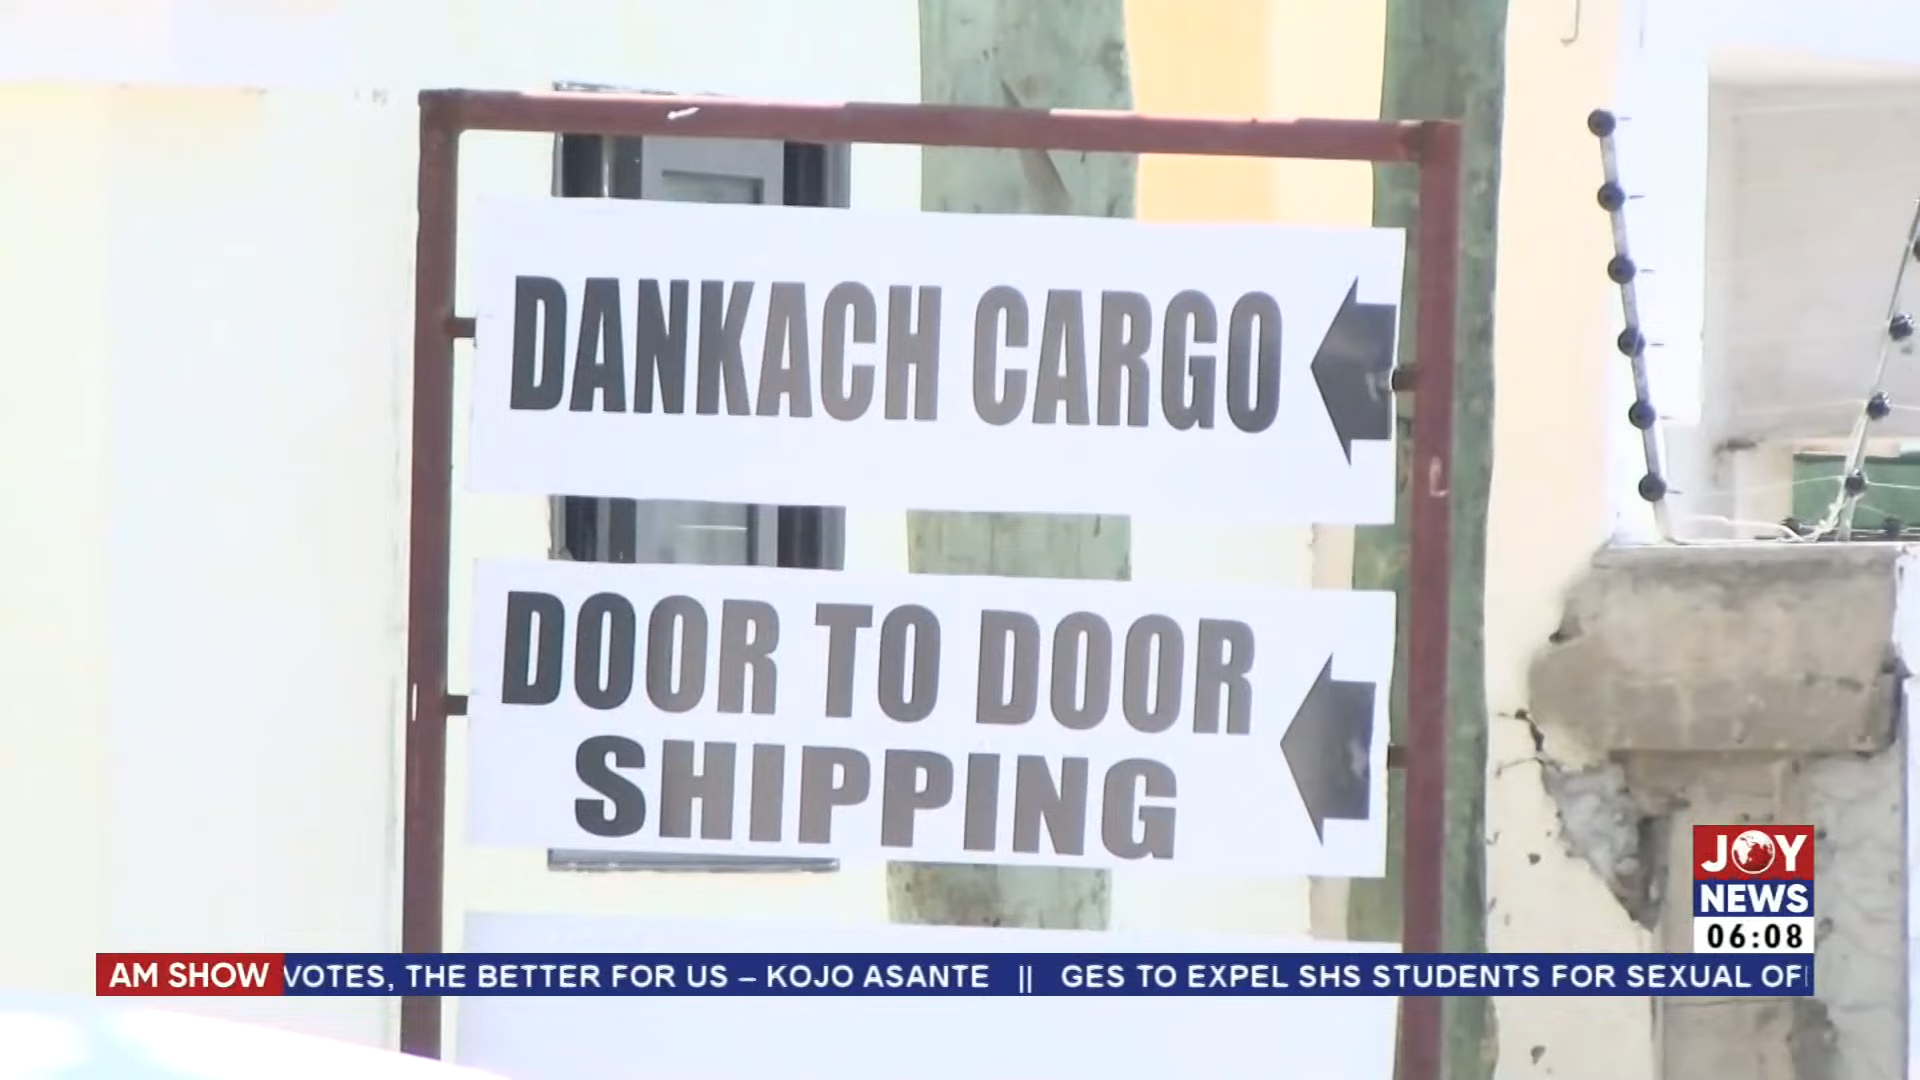 DANKACH CARGO
DOOR TO DOOR
SHIPPING
JOY
NEWS
06:08
AM SHOW
VOTES, THE BETTER FOR US – KOJO ASANTE || GES TO EXPEL SHS STUDENTS FOR SEXUAL